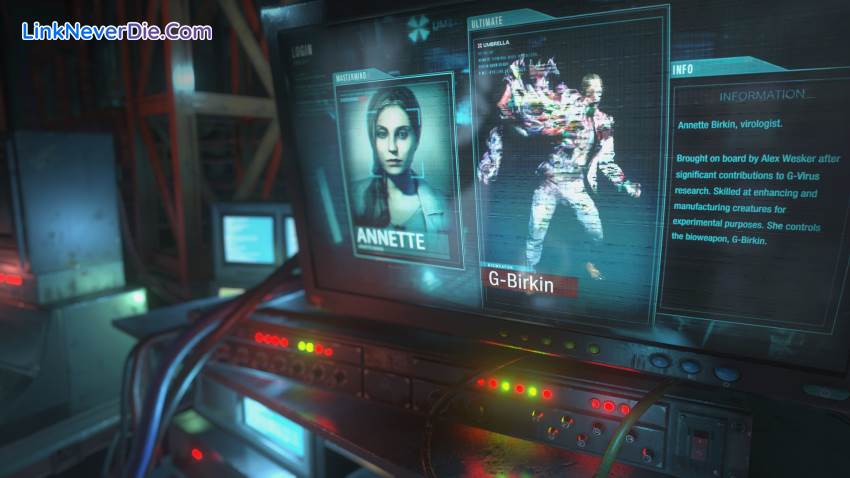 LinkNeverDie.Com
LOGIN
ULTIMATE
UMBRELLA
MASTERMIND
ANNETTE
G-Birkin
INFO
INFORMATION
Annette Birkin, virologist.
Brought on board by Alex Wesker after
significant contributions to G-Virus
research. Skilled at enhancing and
manufacturing creatures for
experimental purposes. She controls
the bioweapon, G-Birkin.